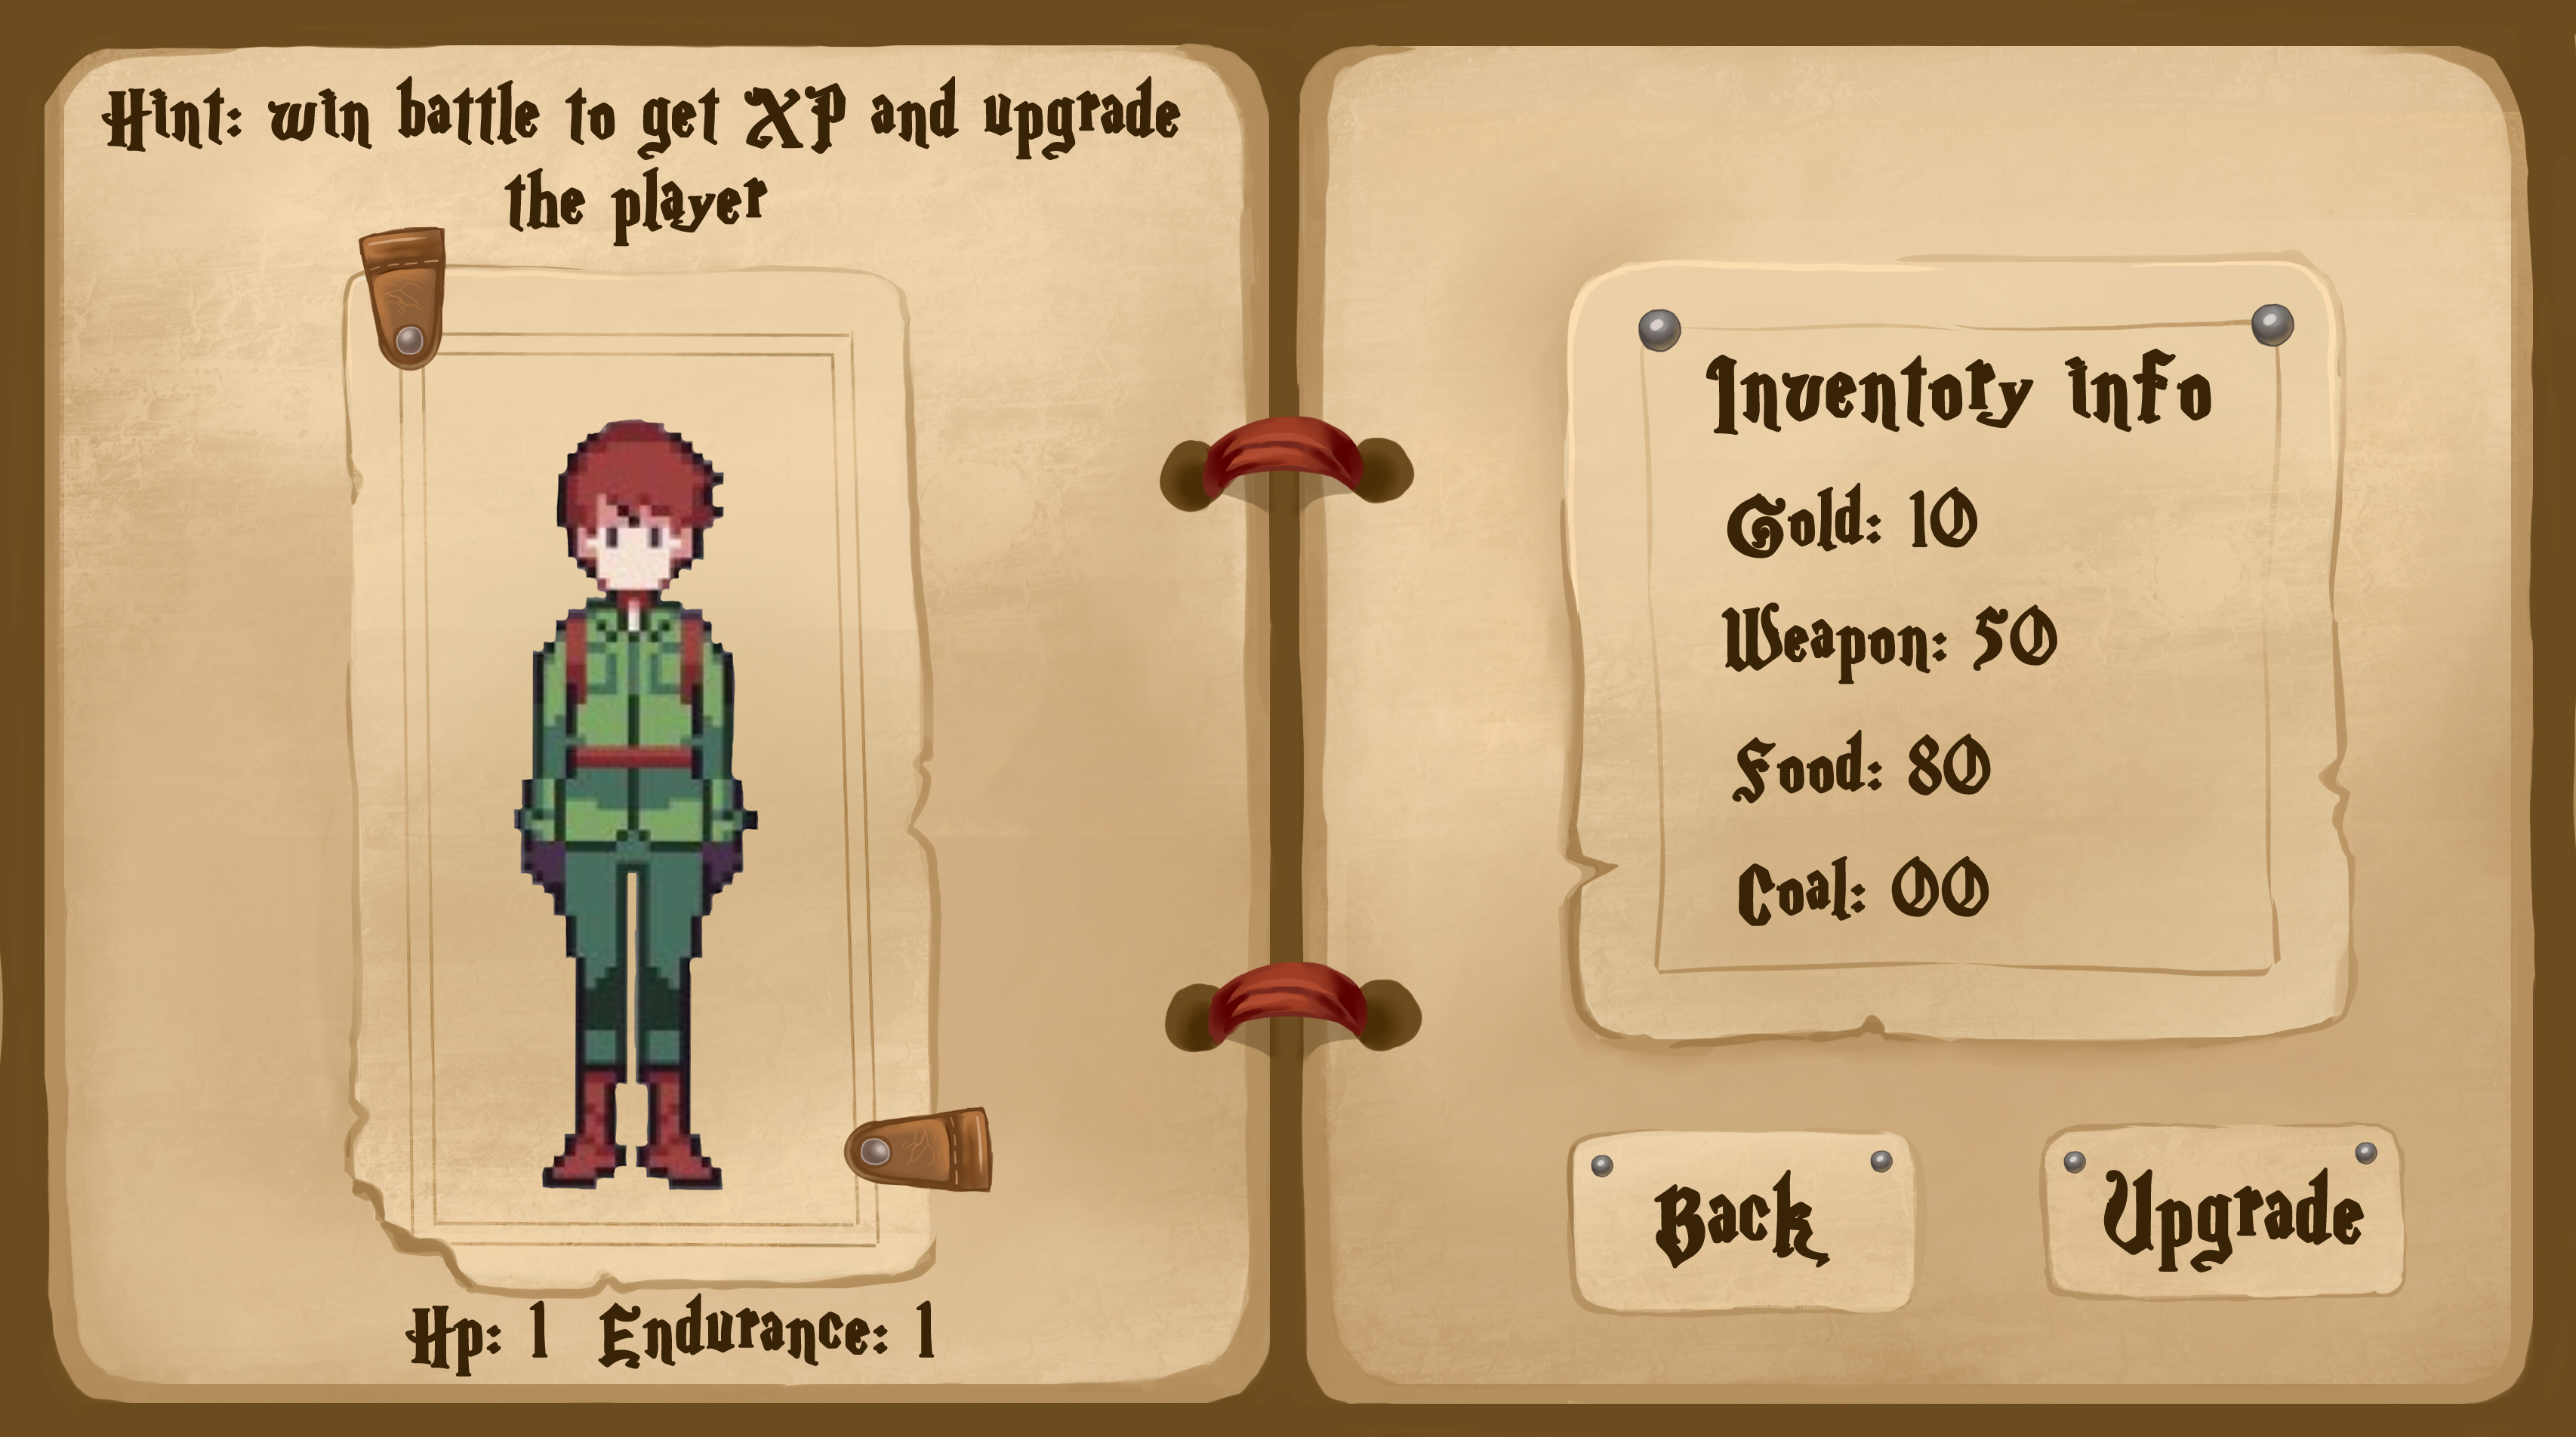 Hint: win battle to get XP and upgrade
the player
Hp: 1 Endurance: 1
Inventory info
Gold: 10
Weapon: 50
Food: 80
Coal: 00
Back
Upgrade